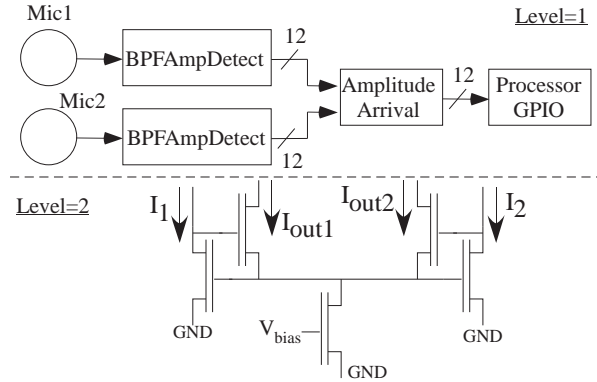 Mic1
Level=1
12
BPFAmpDetect
Mic2
Amplitude
Arrival
12
Processor
GPIO
BPFAmpDetect
12
Level=2
I1
Iout1
Iout2
I2
GND
Vbias
GND
GND